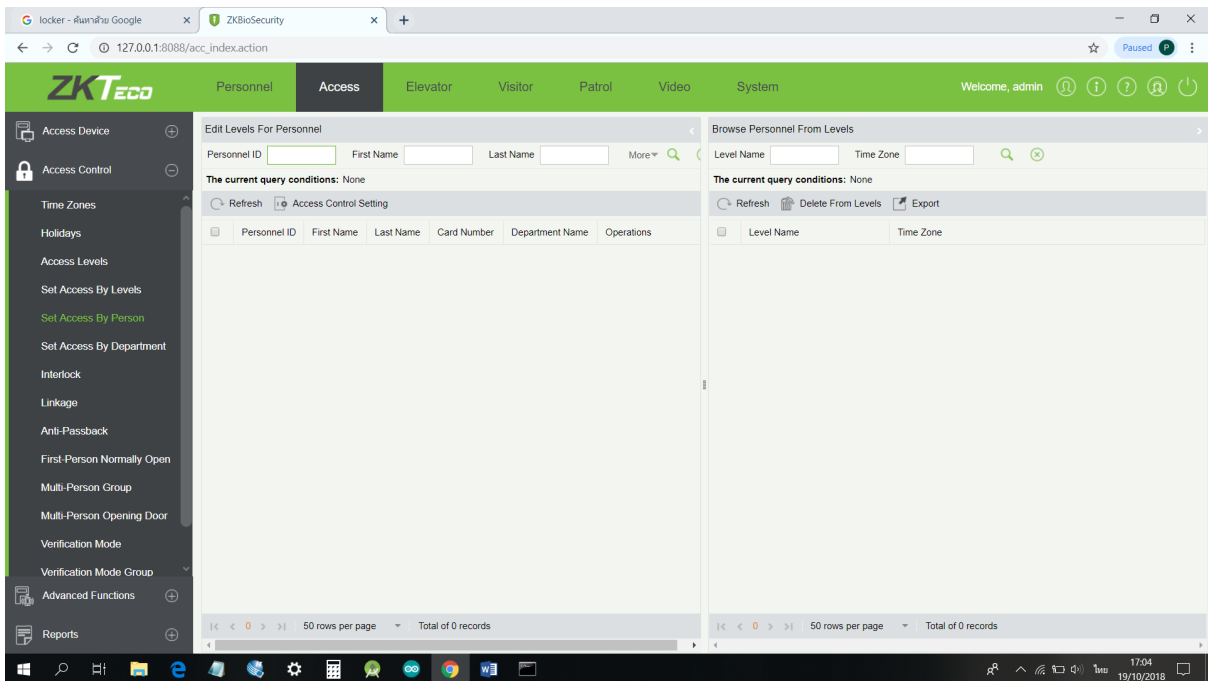 locker - ค้นหาด้วย Google
ZKBioSecurity
127.0.0.1:8088/acc_index.action
Paused P
ZKTeco
Personnel Access Elevator Visitor Patrol Video System
Welcome, admin
Access Device
Access Control
Time Zones
Holidays
Access Levels
Set Access By Levels
Set Access By Person
Set Access By Department
Interlock
Linkage
Anti-Passback
First-Person Normally Open
Multi-Person Group
Multi-Person Opening Door
Verification Mode
Verification Mode Group
Advanced Functions
Reports
Edit Levels For Personnel
Personnel ID First Name Last Name More
The current query conditions: None
Refresh Access Control Setting
Personnel ID First Name Last Name Card Number Department Name Operations
0 50 rows per page Total of 0 records
Browse Personnel From Levels
Level Name Time Zone
The current query conditions: None
Refresh Delete From Levels Export
Level Name Time Zone
0 50 rows per page Total of 0 records
ไทย
17:04
19/10/2018